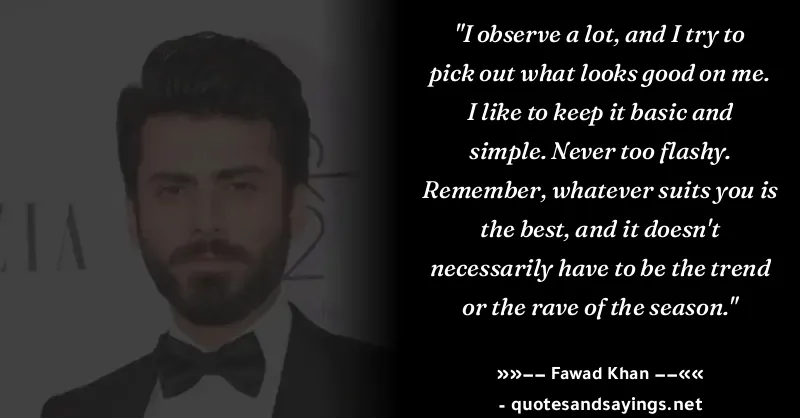 "I observe a lot, and I try to
pick out what looks good on me.
I like to keep it basic and
simple. Never too flashy.
Remember, whatever suits you is
the best, and it doesn't
necessarily have to be the trend
or the rave of the season."
»»−− Fawad Khan −−««
- quotesandsayings.net
ZIA